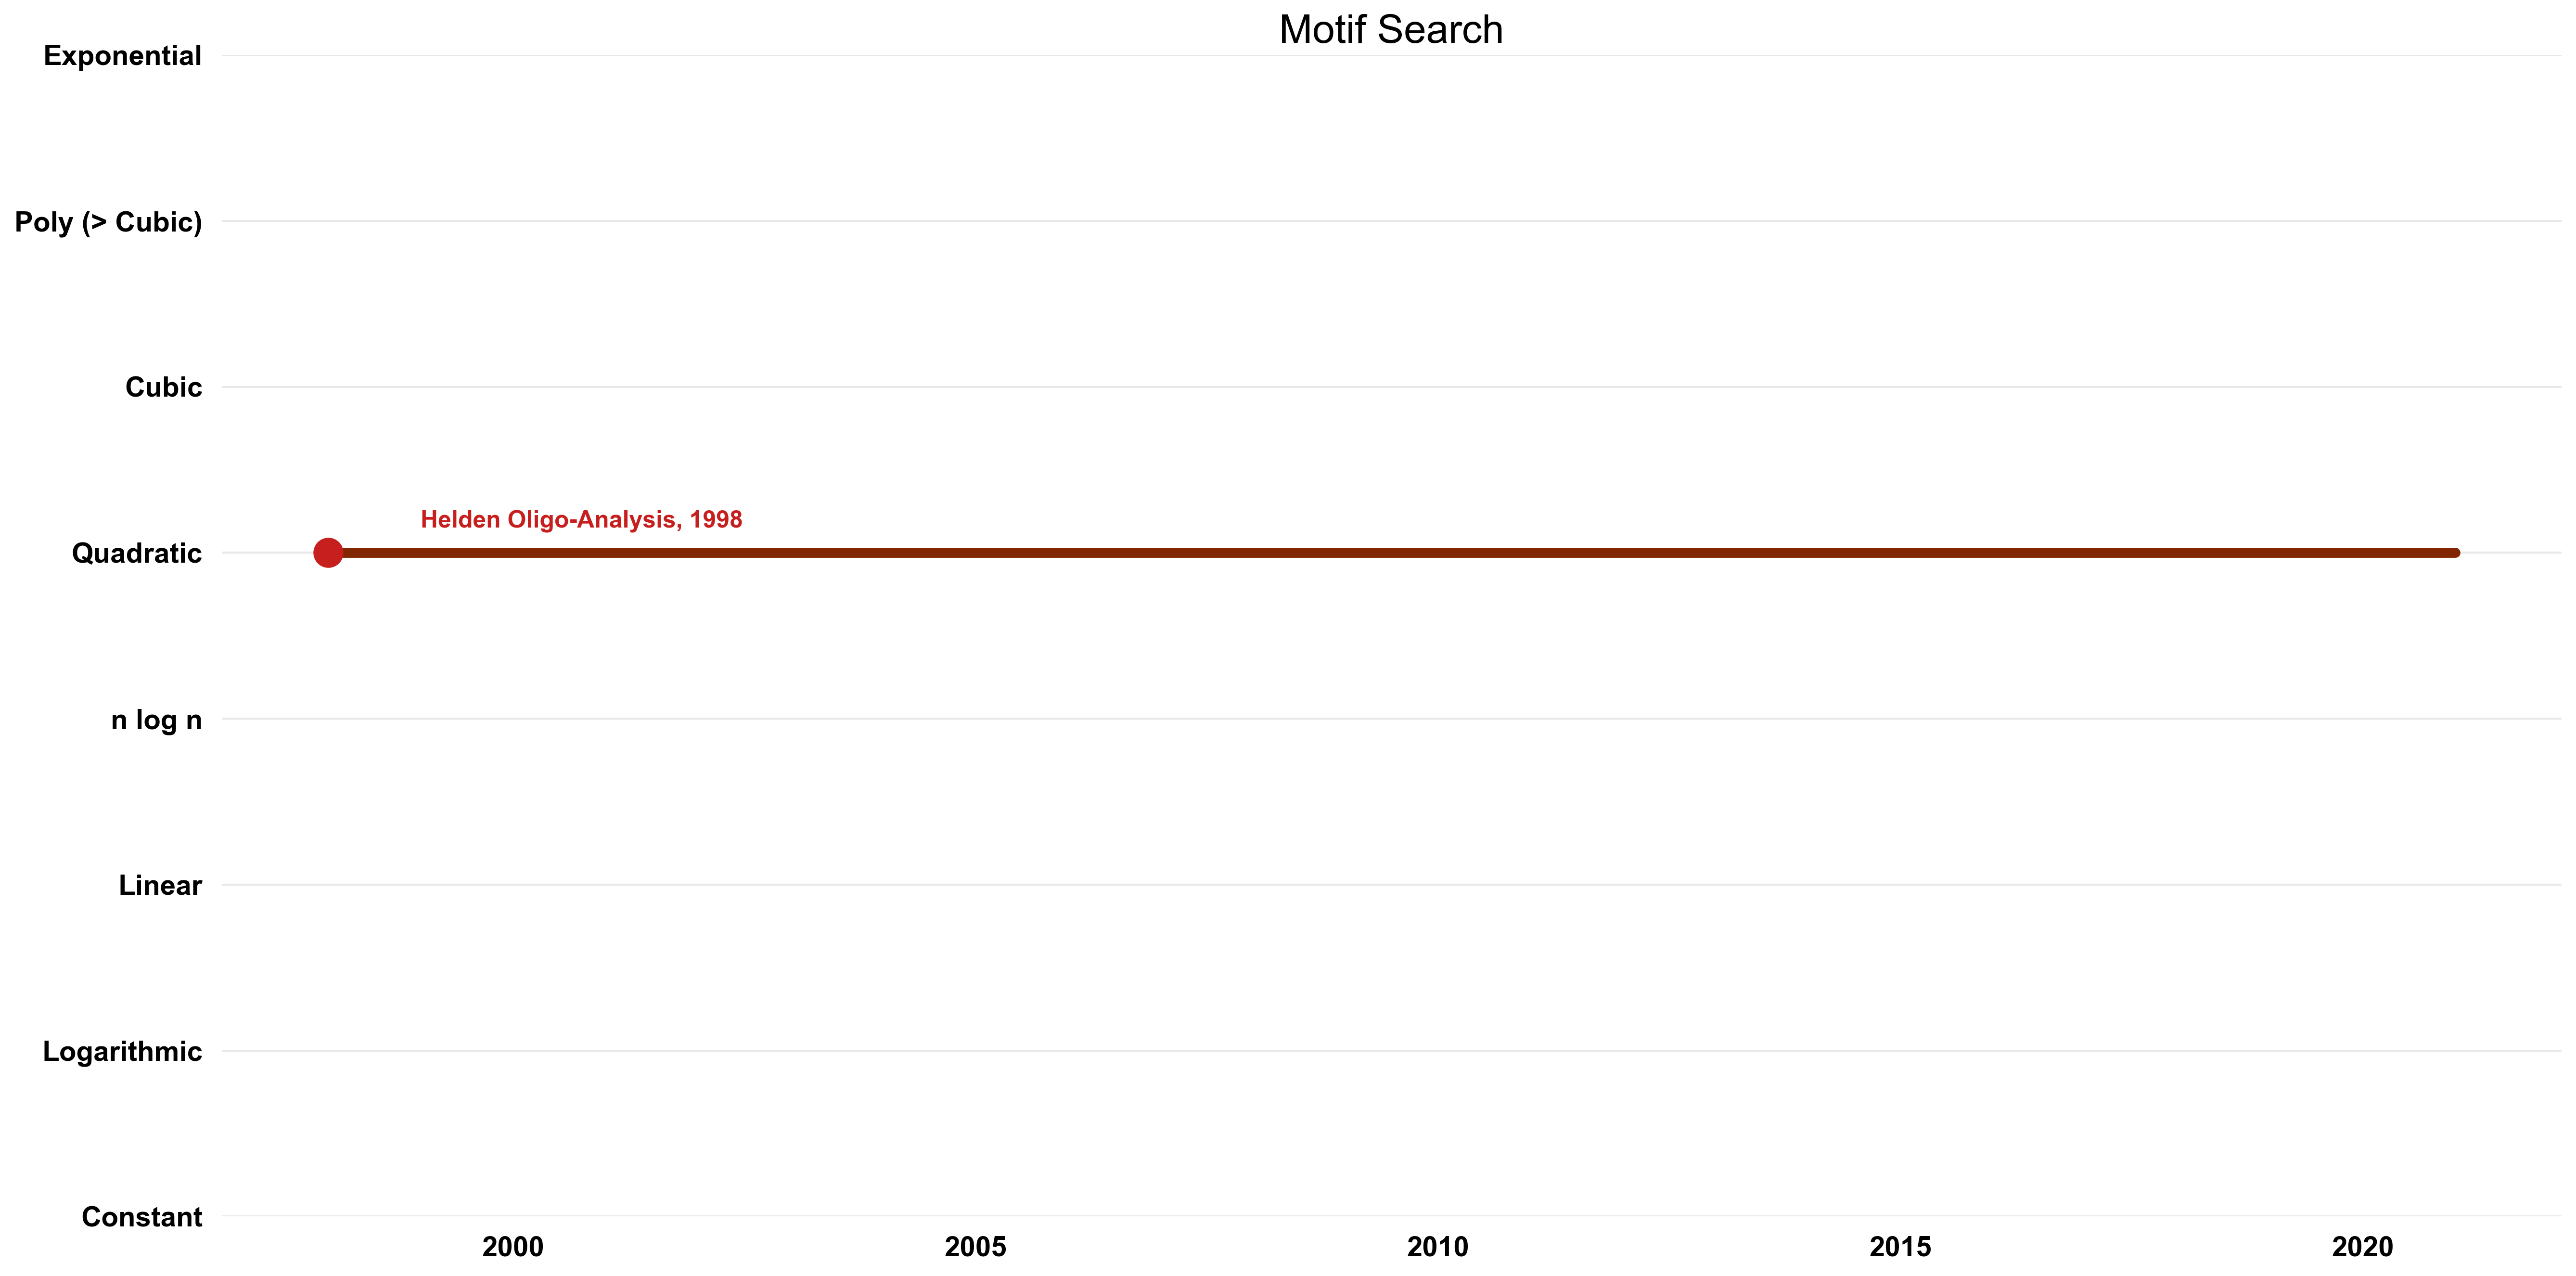 Motif Search
Exponential
Poly (> Cubic)
Cubic
Helden Oligo-Analysis, 1998
Quadratic
n log n
Linear
Logarithmic
Constant
2000 2005 2010 2015 2020